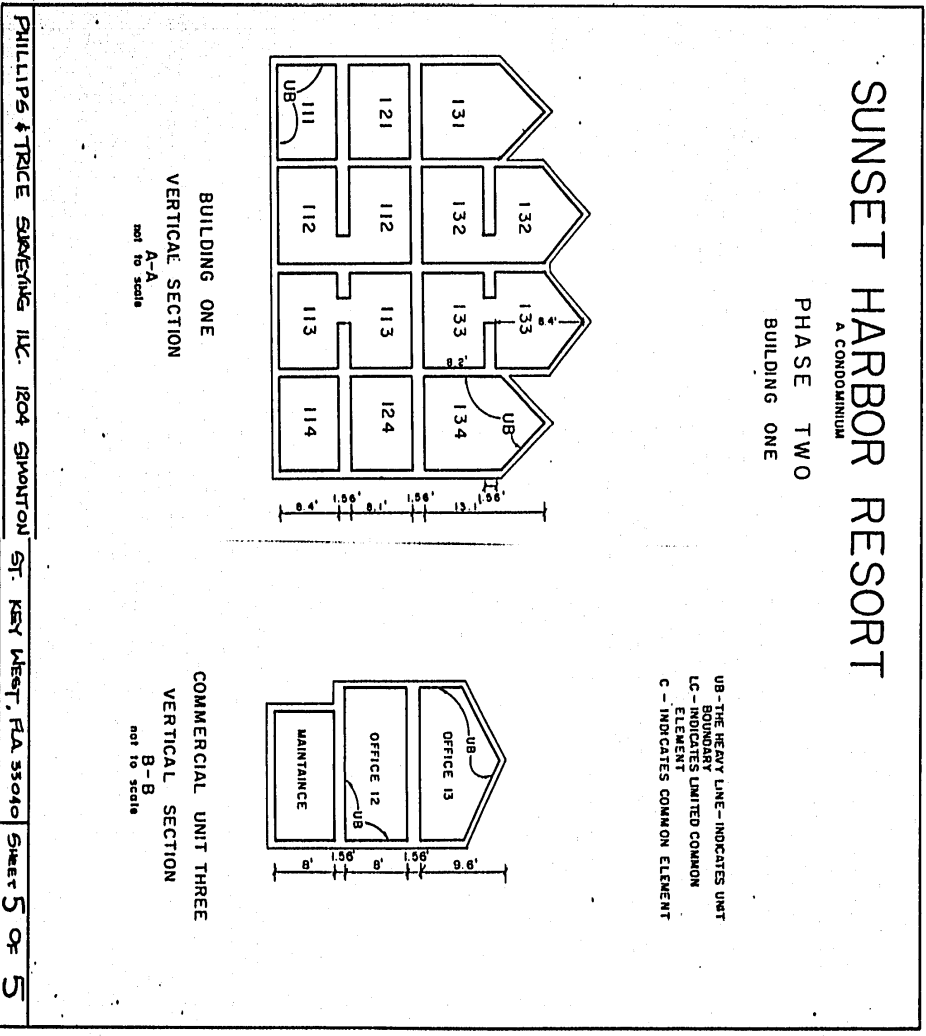 SUNSET HARBOR RESORT
A CONDOMINIUM
PHASE TWO
BUILDING ONE
UB-THE HEAVY LINE-INDICATES UNIT
BOUNDARY
LC-INDICATES LIMITED COMMON
ELEMENT
C - INDICATES COMMON ELEMENT
131
132
133
134
UB
8.4'
132
133
8.2'
121
112
113
124
111
UB
112
113
114
8.4'
1.56'
8.1'
1.56'
13.1'
1.56'
BUILDING ONE
VERTICAL SECTION
A-A
not to scale
OFFICE 13
UB
OFFICE 12
UB
MAINTAINCE
8'
1.56'
8'
1.56'
9.6'
COMMERCIAL UNIT THREE
VERTICAL SECTION
B-B
not to scale
PHILLIPS & TRICE SURVEYING INC. 1204 SIMONTON ST. KEY WEST, FLA. 33040 SHEET 5 OF 5